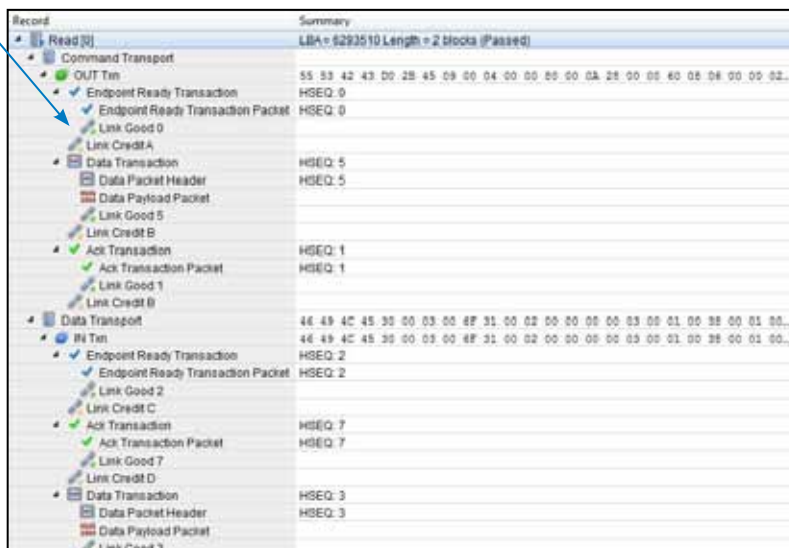 Record Summary
Read [0] LBA= 6293510 Length = 2 blocks (Passed)
Command Transport
OUT Txn 55 53 42 43 D0 2B 45 09 00 04 00 00 80 00 0A 28 00 00 60 08 06 00 00 02..
Endpoint Ready Transaction HSEQ: 0
Endpoint Ready Transaction Packet HSEQ: 0
Link Good 0
Link Credit A
Data Transaction HSEQ: 5
Data Packet Header HSEQ: 5
Data Payload Packet
Link Good 5
Link Credit B
Ack Transaction HSEQ: 1
Ack Transaction Packet HSEQ: 1
Link Good 1
Link Credit B
Data Transport 46 49 4C 45 30 00 03 00 6F 31 00 02 00 00 00 00 03 00 01 00 38 00 01 00..
IN Txn 46 49 4C 45 30 00 03 00 6F 31 00 02 00 00 00 00 03 00 01 00 38 00 01 00..
Endpoint Ready Transaction HSEQ: 2
Endpoint Ready Transaction Packet HSEQ: 2
Link Good 2
Link Credit C
Ack Transaction HSEQ: 7
Ack Transaction Packet HSEQ: 7
Link Good 7
Link Credit D
Data Transaction HSEQ: 3
Data Packet Header HSEQ: 3
Data Payload Packet
Link Good 3